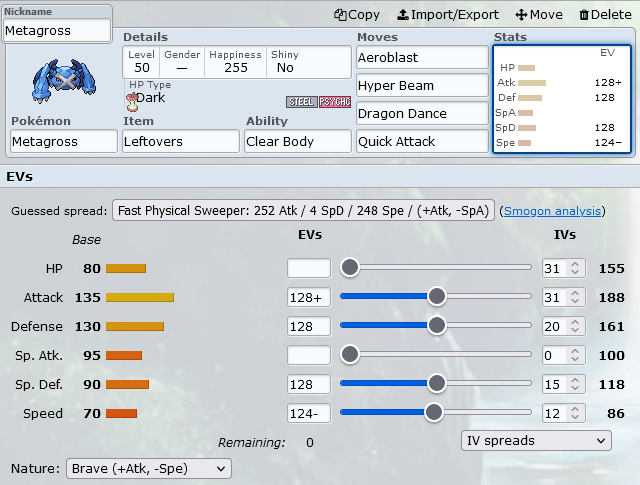 Nickname
Metagross
Copy Import/Export Move Delete
Details
Level Gender Happiness Shiny
50 — 255 No
HP Type
Dark
STEEL PSYCHC
Pokémon Item Ability
Metagross Leftovers Clear Body
Moves
Aeroblast
Hyper Beam
Dragon Dance
Quick Attack
Stats
EV
HP
Atk 128+
Def 128
SpA
SpD 128
Spe 124−
EVs
Guessed spread: Fast Physical Sweeper: 252 Atk / 4 SpD / 248 Spe / (+Atk, -SpA) (Smogon analysis)
Base EVs IVs
HP 80 31 155
Attack 135 128+ 31 188
Defense 130 128 20 161
Sp. Atk. 95 0 100
Sp. Def. 90 128 15 118
Speed 70 124- 12 86
Remaining: 0 IV spreads
Nature: Brave (+Atk, -Spe)